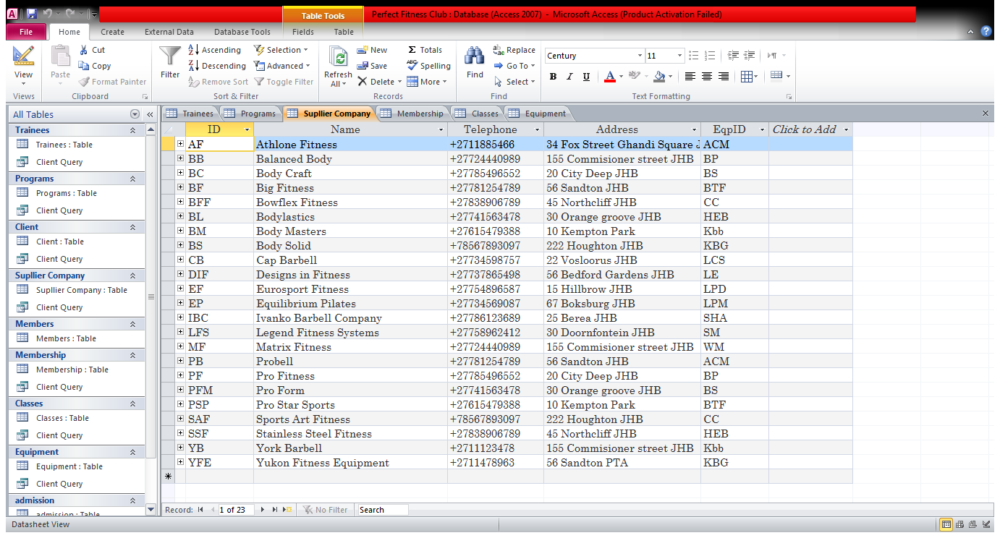 Table Tools
Perfect Fitness Club : Database (Access 2007) - Microsoft Access (Product Activation Failed)
File Home Create External Data Database Tools Fields Table
View
Views
Paste
Cut
Copy
Format Painter
Clipboard
Filter
Ascending
Descending
Remove Sort
Selection
Advanced
Toggle Filter
Sort & Filter
Refresh
All
New
Save
Delete
Totals
Spelling
More
Records
Find
Replace
Go To
Select
Find
Century 11
B I U A
Text Formatting
All Tables
Trainees
Trainees : Table
Client Query
Programs
Programs : Table
Client Query
Client
Client : Table
Client Query
Supllier Company
Supllier Company : Table
Client Query
Members
Members : Table
Membership
Membership : Table
Client Query
Classes
Classes : Table
Client Query
Equipment
Equipment : Table
Client Query
admission
admission : Table
Trainees Programs Supllier Company Membership Classes Equipment
ID Name Telephone Address EqpID Click to Add
AF Athlone Fitness +2711885466 34 Fox Street Ghandi Square J ACM
BB Balanced Body +27724440989 155 Commisioner street JHB BP
BC Body Craft +27785496552 20 City Deep JHB BS
BF Big Fitness +27781254789 56 Sandton JHB BTF
BFF Bowflex Fitness +27838906789 45 Northcliff JHB CC
BL Bodylastics +27741563478 30 Orange groove JHB HEB
BM Body Masters +27615479388 10 Kempton Park Kbb
BS Body Solid +78567893097 222 Houghton JHB KBG
CB Cap Barbell +27734598757 22 Vosloorus JHB LCS
DIF Designs in Fitness +27737865498 56 Bedford Gardens JHB LE
EF Eurosport Fitness +27754896587 15 Hillbrow JHB LPD
EP Equilibrium Pilates +27734569087 67 Boksburg JHB LPM
IBC Ivanko Barbell Company +27786123689 25 Berea JHB SHA
LFS Legend Fitness Systems +27758962412 30 Doornfontein JHB SM
MF Matrix Fitness +27724440989 155 Commisioner street JHB WM
PB Probell +27781254789 56 Sandton JHB ACM
PF Pro Fitness +27785496552 20 City Deep JHB BP
PFM Pro Form +27741563478 30 Orange groove JHB BS
PSP Pro Star Sports +27615479388 10 Kempton Park BTF
SAF Sports Art Fitness +78567893097 222 Houghton JHB CC
SSF Stainless Steel Fitness +27838906789 45 Northcliff JHB HEB
YB York Barbell +2711123478 155 Commisioner street JHB Kbb
YFE Yukon Fitness Equipment +2711478963 56 Sandton PTA KBG
Record: 1 of 23 No Filter Search
Datasheet View